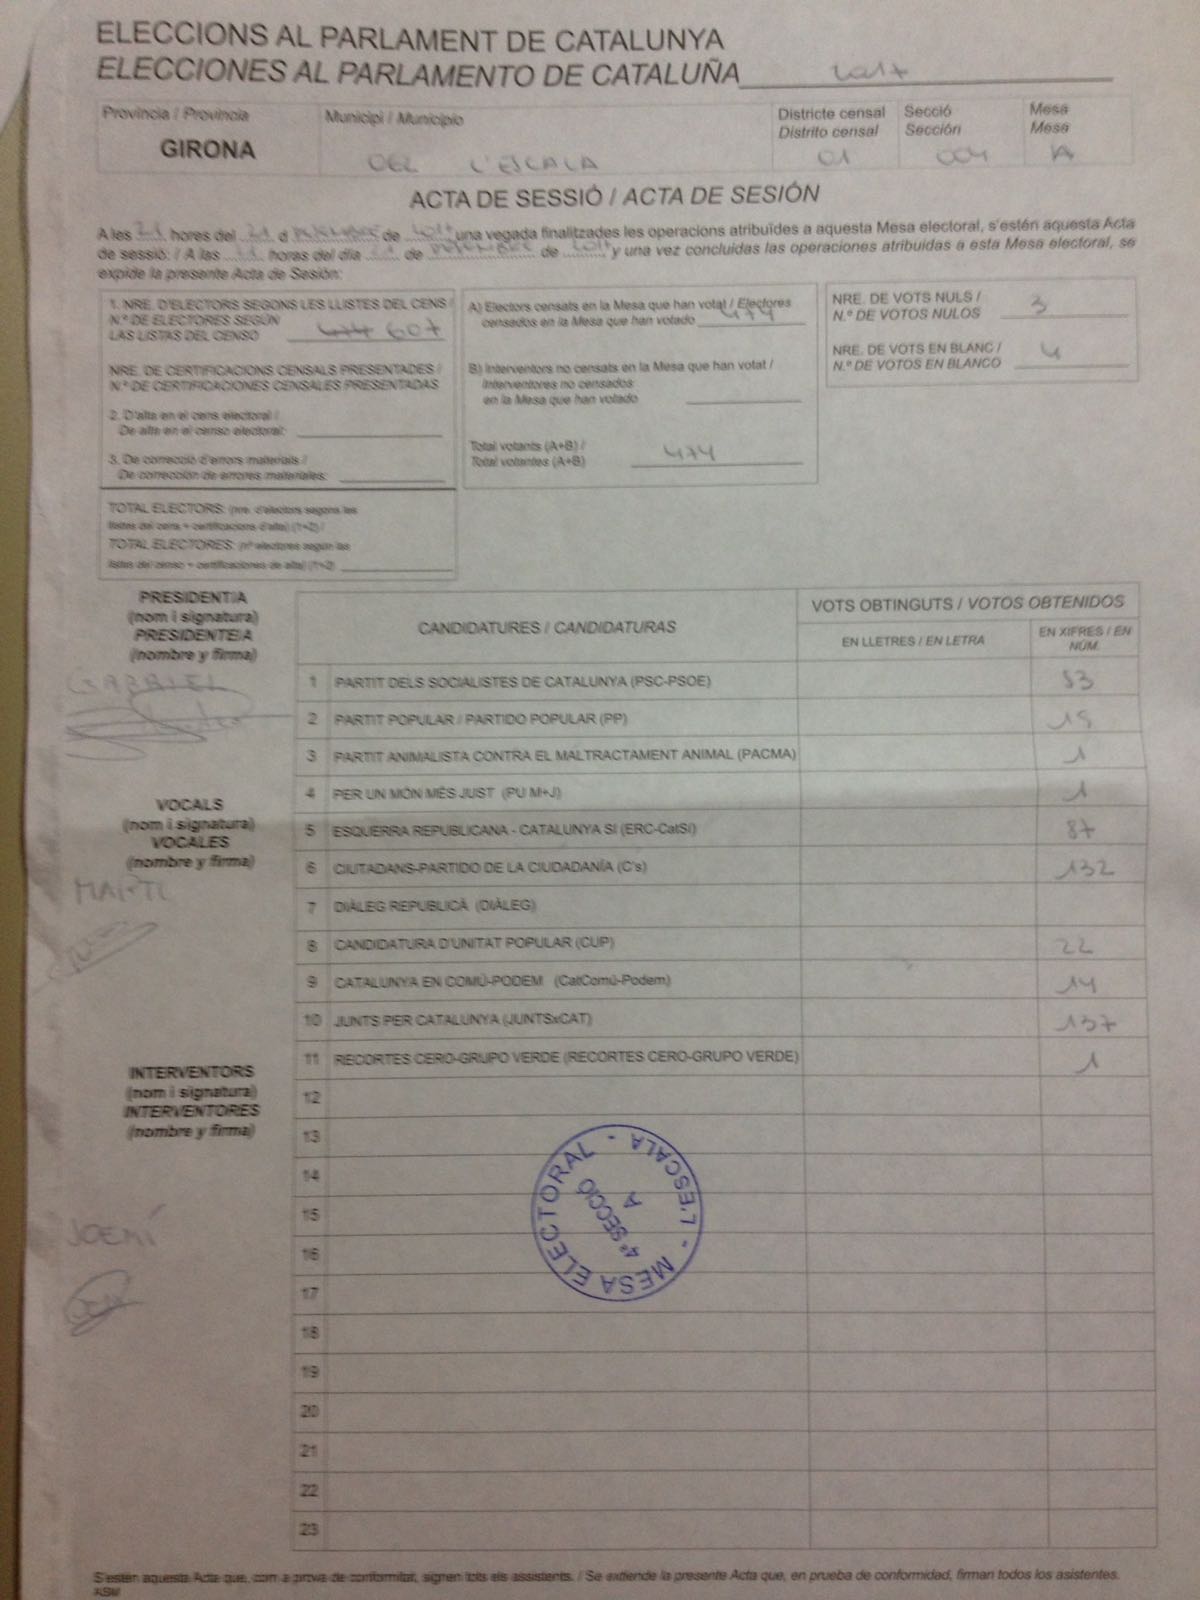 ELECCIONS AL PARLAMENT DE CATALUNYA
ELECCIONES AL PARLAMENTO DE CATALUÑA 2017
Província / Provincia
GIRONA
Municipi / Municipio
DEL L'ESCALA
Districte censal
Distrito censal
01
Secció
Sección
004
Mesa
Mesa
A
ACTA DE SESSIÓ / ACTA DE SESIÓN
A les 21 hores del 21 d DESEMBRE de 2017 una vegada finalitzades les operacions atribuïdes a aquesta Mesa electoral, s'estén aquesta Acta
de sessió: / A las horas del día de de 2017 y una vez concluidas las operaciones atribuidas a esta Mesa electoral, se
expide la presente Acta de Sesión:
1. NRE. D'ELECTORS SEGONS LES LLISTES DEL CENS /
N.º DE ELECTORES SEGÚN
LAS LISTAS DEL CENSO 474 607
NRE. DE CERTIFICACIONS CENSALS PRESENTADES /
N.º DE CERTIFICACIONES CENSALES PRESENTADAS
2. D'alta en el cens electoral /
De alta en el censo electoral:
3. De correcció d'errors materials /
De corrección de errores materiales:
TOTAL ELECTORS: (nre. d'electors segons les
llistes del cens + certificacions d'alta) (1+2) /
TOTAL ELECTORES: (nº electores según las
listas del censo + certificaciones de alta) (1+2)
A) Electors censats en la Mesa que han votat / Electores
censados en la Mesa que han votado 474
B) Interventors no censats en la Mesa que han votat /
Interventores no censados
en la Mesa que han votado
Total votants (A+B) /
Total votantes (A+B) 474
NRE. DE VOTS NULS /
N.º DE VOTOS NULOS 3
NRE. DE VOTS EN BLANC /
N.º DE VOTOS EN BLANCO 4
PRESIDENT/A
(nom i signatura)
PRESIDENTE/A
(nombre y firma)
GABRIEL
VOCALS
(nom i signatura)
VOCALES
(nombre y firma)
MARTI
INTERVENTORS
(nom i signatura)
INTERVENTORES
(nombre y firma)
CANDIDATURES / CANDIDATURAS
VOTS OBTINGUTS / VOTOS OBTENIDOS
EN LLETRES / EN LETRA
EN XIFRES / EN
NÚM.
1 PARTIT DELS SOCIALISTES DE CATALUNYA (PSC-PSOE) 53
2 PARTIT POPULAR / PARTIDO POPULAR (PP) 15
3 PARTIT ANIMALISTA CONTRA EL MALTRACTAMENT ANIMAL (PACMA) 1
4 PER UN MÓN MÉS JUST (PU M+J) 1
5 ESQUERRA REPUBLICANA - CATALUNYA SÍ (ERC-CatSí) 87
6 CIUTADANS-PARTIDO DE LA CIUDADANÍA (C's) 132
7 DIÀLEG REPUBLICÀ (DIÀLEG)
8 CANDIDATURA D'UNITAT POPULAR (CUP) 22
9 CATALUNYA EN COMÚ-PODEM (CatComú-Podem) 14
10 JUNTS PER CATALUNYA (JUNTSxCAT) 137
11 RECORTES CERO-GRUPO VERDE (RECORTES CERO-GRUPO VERDE) 1
12
13
14
15
16
17
18
19
20
21
22
23
MESA ELECTORAL - L'ESCALA -
4ª SECCIÓ
A
S'estén aquesta Acta que, com a prova de conformitat, signen tots els assistents. / Se extiende la presente Acta que, en prueba de conformidad, firman todos los asistentes.